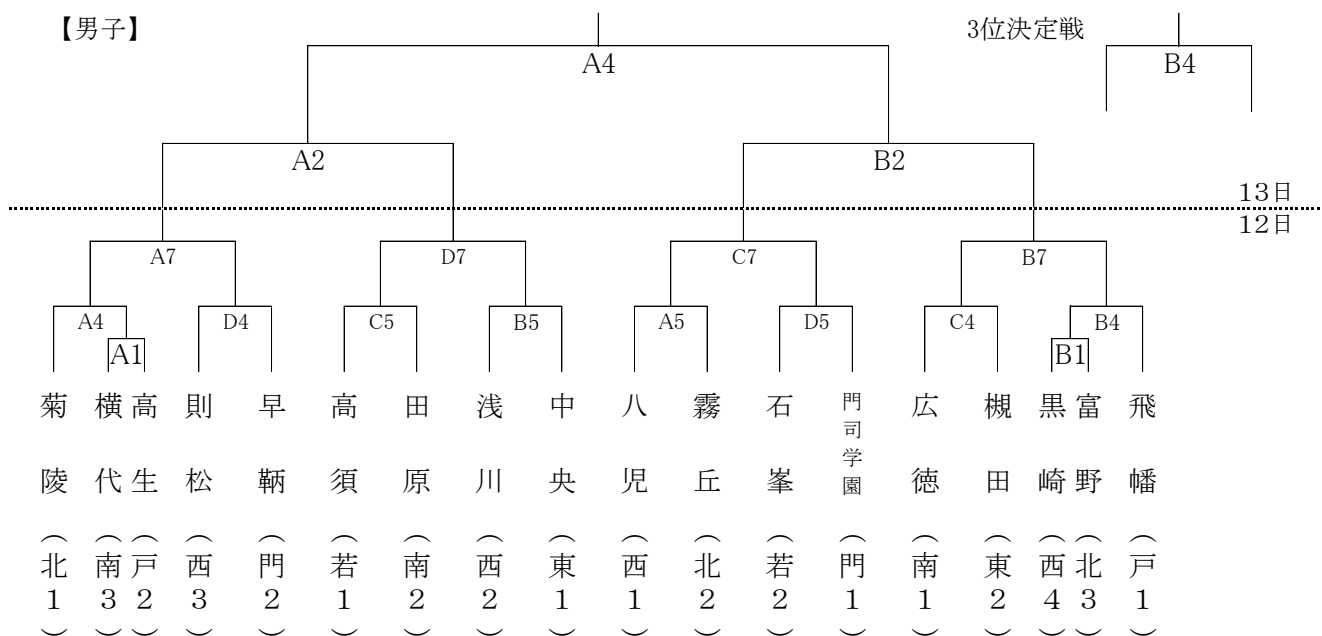 【男子】 3位決定戦
A4 B4
A2 B2
13日
12日
A7 D7 C7 B7
A4 D4 C5 B5 A5 D5 C4 B4
A1 B1
菊陵(北1)
横代(南3)
高生(戸2)
則松(西3)
早鞆(門2)
高須(若1)
田原(南2)
浅川(西2)
中央(東1)
八児(西1)
霧丘(北2)
石峯(若2)
門司学園(門1)
広徳(南1)
槻田(東2)
黒崎(西4)
富野(北3)
飛幡(戸1)